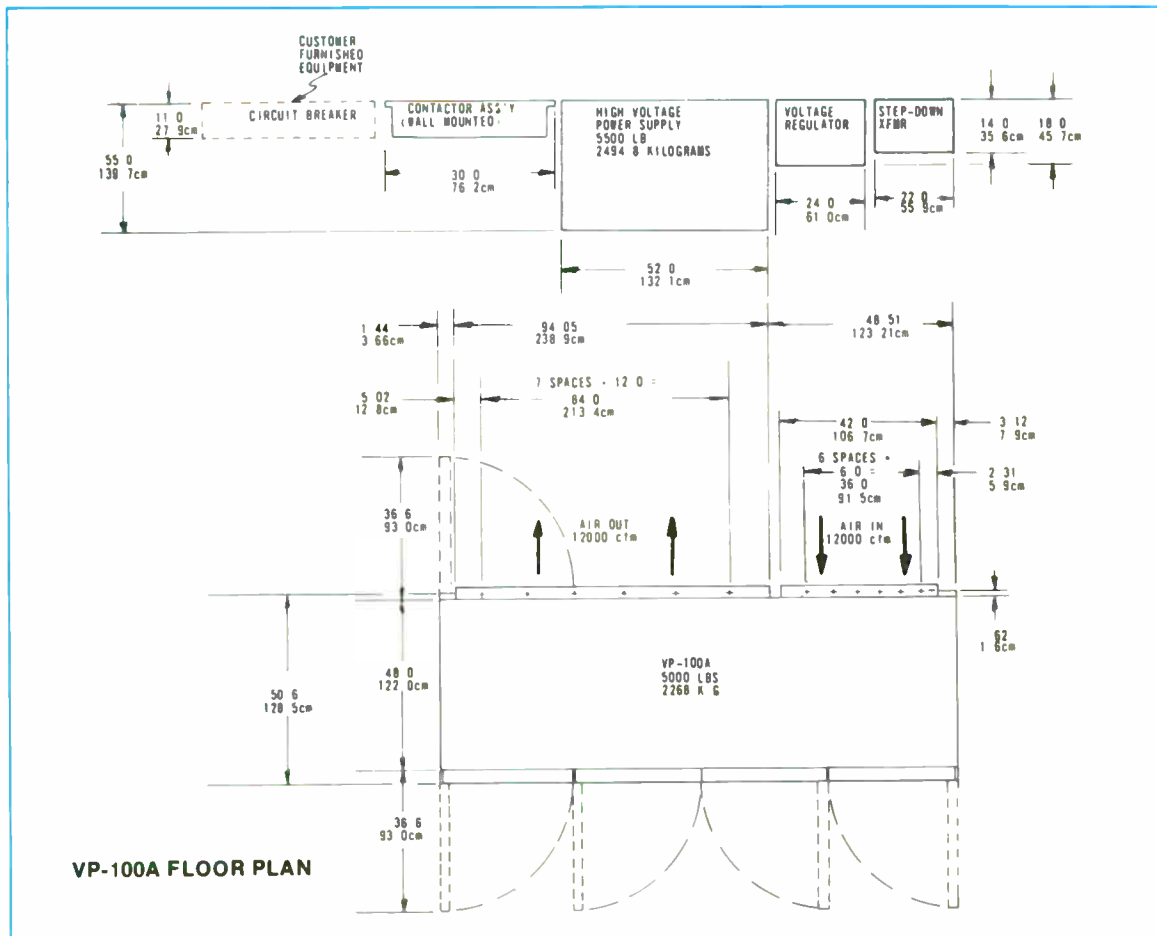 CUSTOMER
FURNISHED
EQUIPMENT
CIRCUIT BREAKER
CONTACTOR ASS'Y
(WALL MOUNTED)
HIGH VOLTAGE
POWER SUPPLY
5500 LB
2494 8 KILOGRAMS
VOLTAGE
REGULATOR
STEP-DOWN
XFMR
11 0
27 9cm
55 0
139 7cm
30 0
76 2cm
14 0
35 6cm
18 0
45 7cm
24 0
61 0cm
22 0
55 9cm
52 0
132 1cm
1 44
3 66cm
94 05
238 9cm
48 51
123 21cm
5 02
12 8cm
7 SPACES - 12 0 =
84 0
213 4cm
42 0
106 7cm
3 12
7 9cm
6 SPACES -
6 0 =
36 0
91 5cm
2 31
5 9cm
36 6
93 0cm
AIR OUT
12000 cfm
AIR IN
12000 cfm
62
1 6cm
VP-100A
5000 LBS
2268 K G
48 0
122 0cm
50 6
128 5cm
36 6
93 0cm
VP-100A FLOOR PLAN